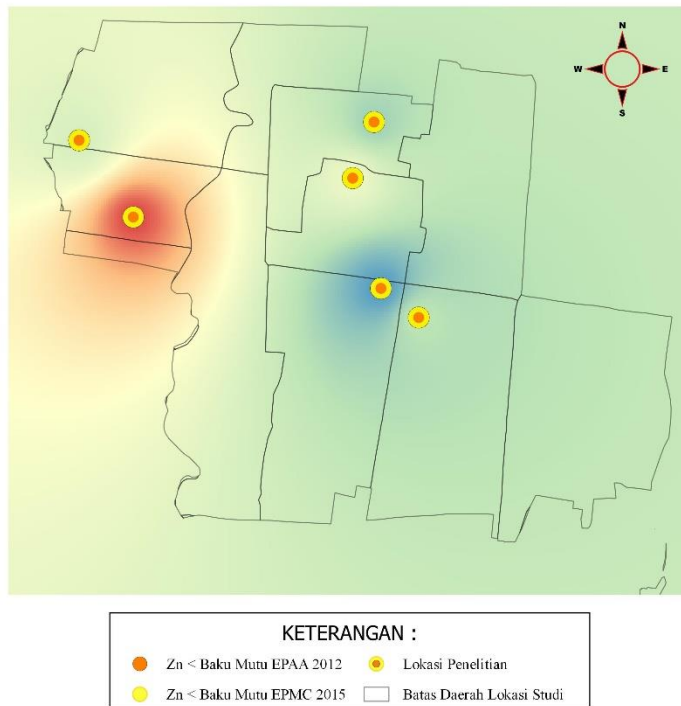 N
W E
S
KETERANGAN :
Zn < Baku Mutu EPAA 2012 Lokasi Penelitian
Zn < Baku Mutu EPMC 2015 Batas Daerah Lokasi Studi